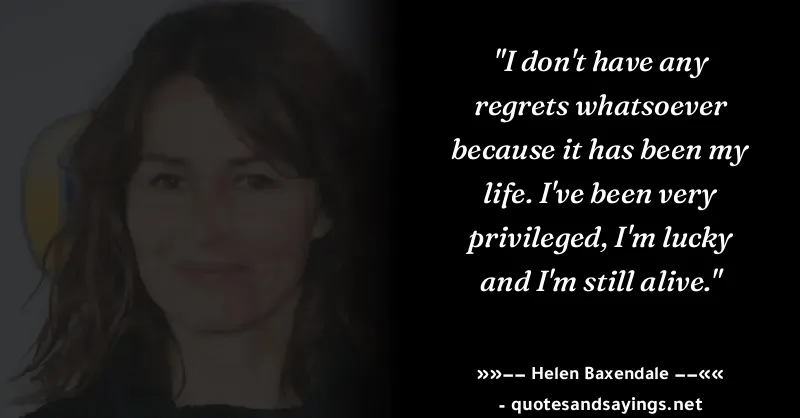 "I don't have any
regrets whatsoever
because it has been my
life. I've been very
privileged, I'm lucky
and I'm still alive."
»»–– Helen Baxendale ––««
- quotesandsayings.net